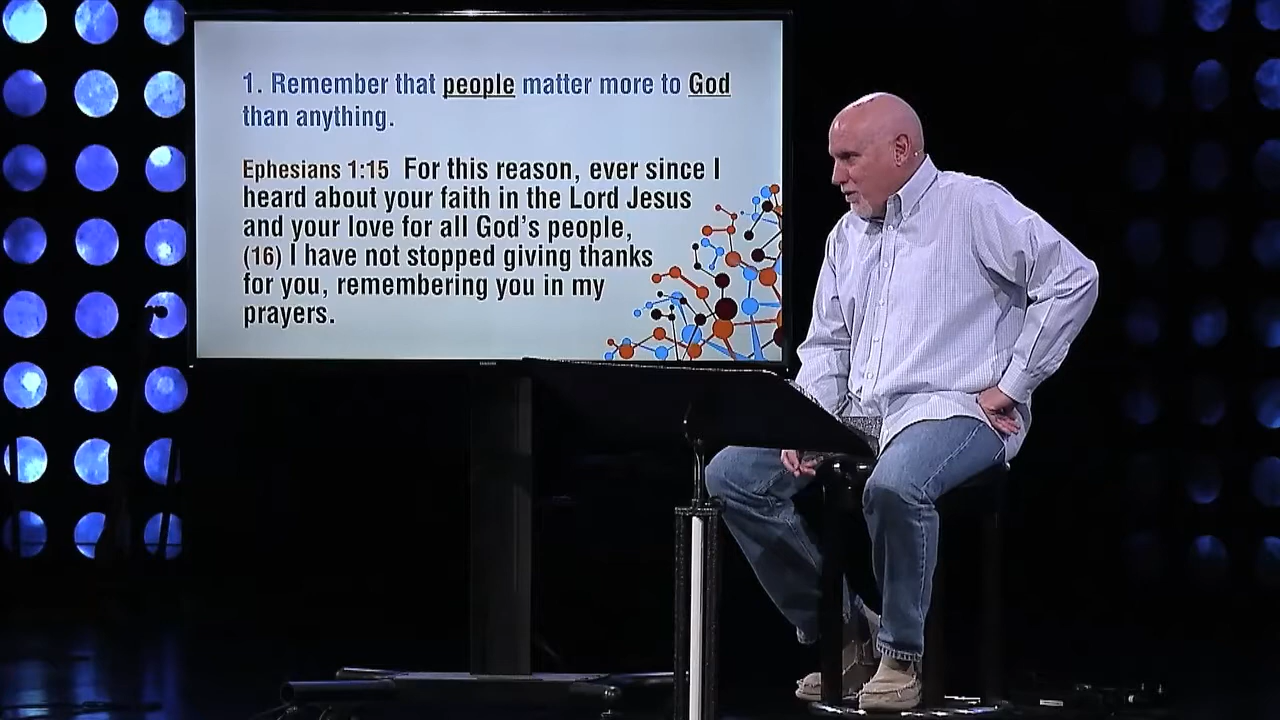 1. Remember that people matter more to God
than anything.
Ephesians 1:15 For this reason, ever since I
heard about your faith in the Lord Jesus
and your love for all God's people,
(16) I have not stopped giving thanks
for you, remembering you in my
prayers.